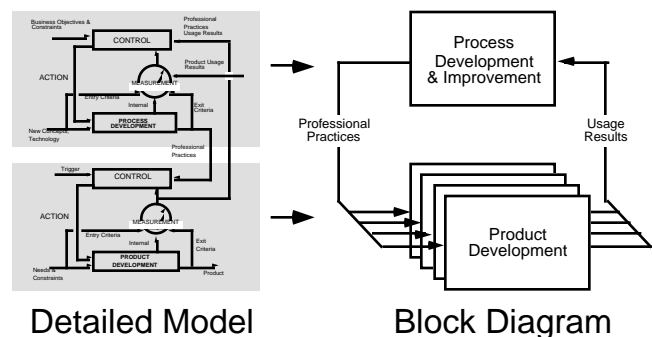 Business Objectives &
Constraints
CONTROL
Professional
Practices
Usage Results
Product Usage
Results
ACTION
MEASUREMENT
Entry Criteria
Internal
Exit
Criteria
PROCESS
DEVELOPMENT
New Concepts,
Technology
Professional
Practices
Trigger
CONTROL
ACTION
MEASUREMENT
Entry Criteria
Internal
Exit
Criteria
PRODUCT
DEVELOPMENT
Needs &
Constraints
Product
Detailed Model
Process
Development
& Improvement
Professional
Practices
Usage
Results
Product
Development
Block Diagram